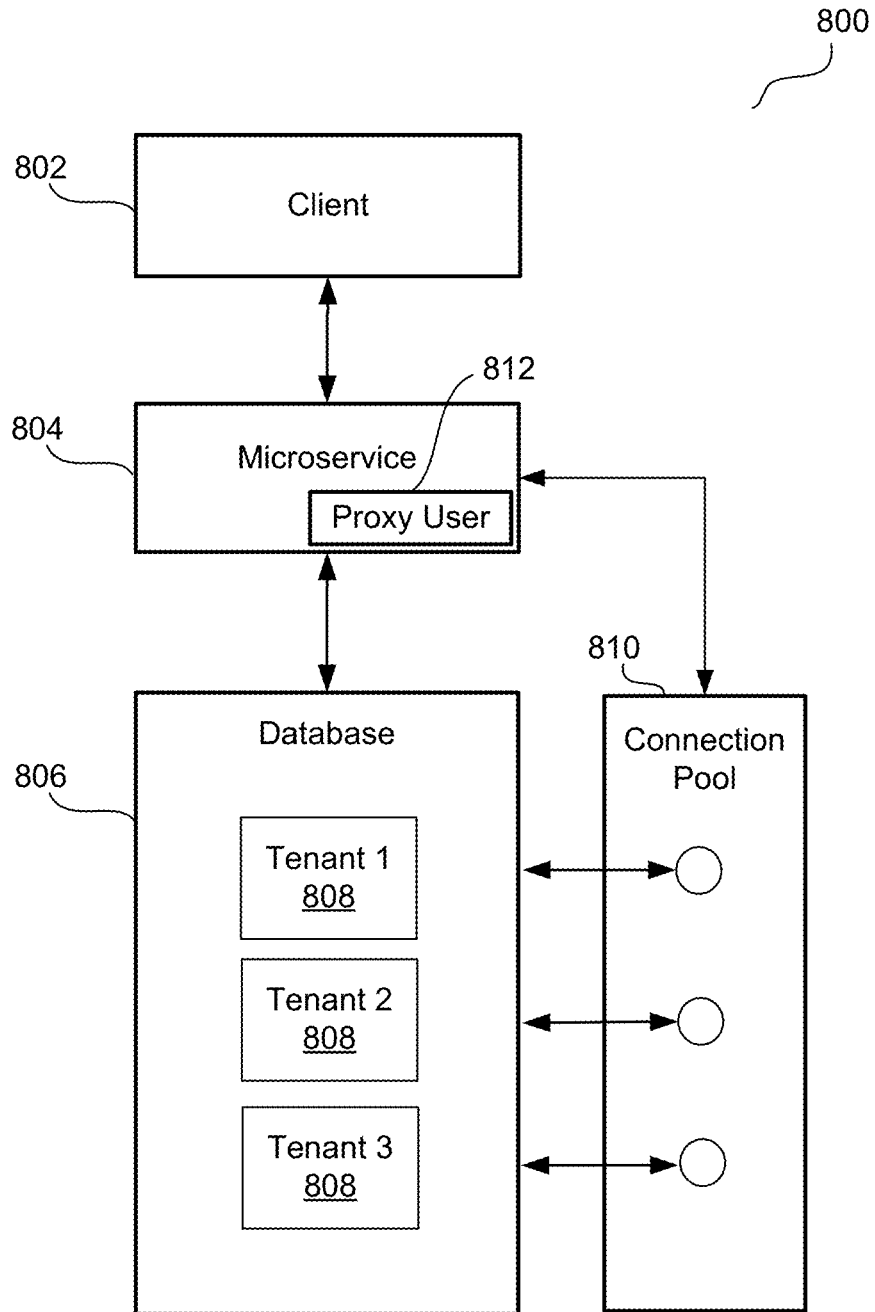 800
802
Client
812
804
Microservice
Proxy User
810
Database
Connection
Pool
806
Tenant 1
808
Tenant 2
808
Tenant 3
808